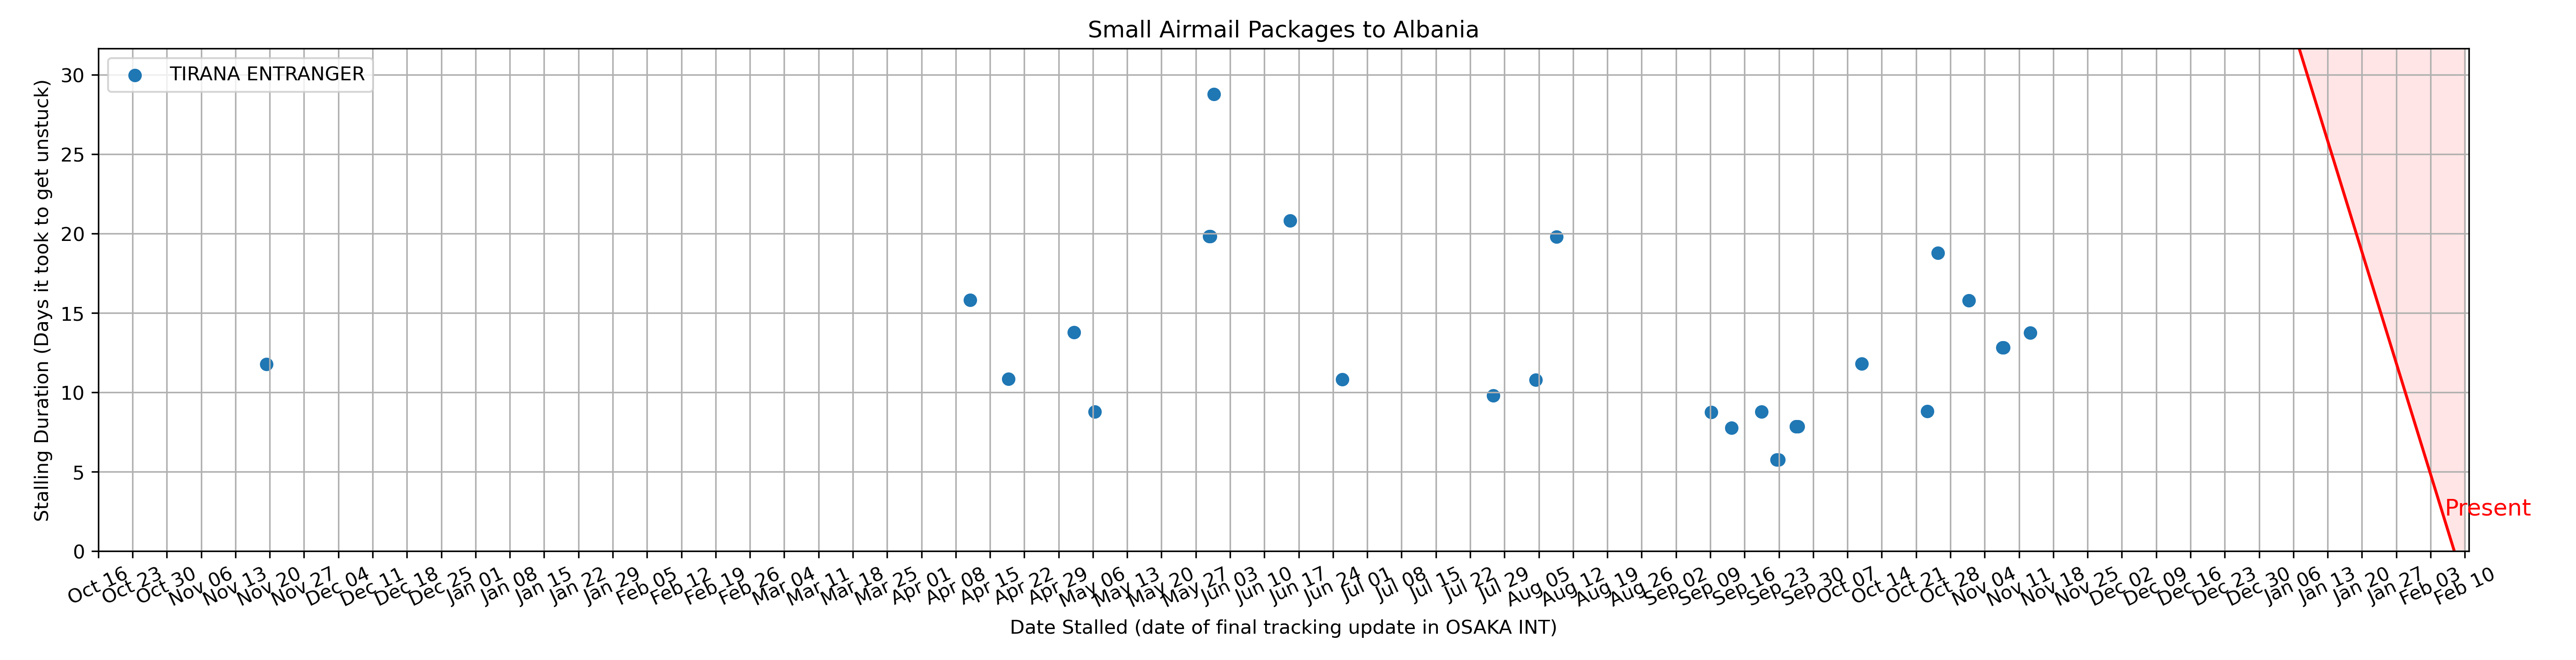 Small Airmail Packages to Albania
TIRANA ENTRANGER
Stalling Duration (Days it took to get unstuck)
30
25
20
15
10
5
0
Present
Oct 16
Oct 23
Oct 30
Nov 06
Nov 13
Nov 20
Nov 27
Dec 04
Dec 11
Dec 18
Dec 25
Jan 01
Jan 08
Jan 15
Jan 22
Jan 29
Feb 05
Feb 12
Feb 19
Feb 26
Mar 04
Mar 11
Mar 18
Mar 25
Apr 01
Apr 08
Apr 15
Apr 22
Apr 29
May 06
May 13
May 20
May 27
Jun 03
Jun 10
Jun 17
Jun 24
Jul 01
Jul 08
Jul 15
Jul 22
Jul 29
Aug 05
Aug 12
Aug 19
Aug 26
Sep 02
Sep 09
Sep 16
Sep 23
Sep 30
Oct 07
Oct 14
Oct 21
Oct 28
Nov 04
Nov 11
Nov 18
Nov 25
Dec 02
Dec 09
Dec 16
Dec 23
Dec 30
Jan 06
Jan 13
Jan 20
Jan 27
Feb 03
Feb 10
Date Stalled (date of final tracking update in OSAKA INT)